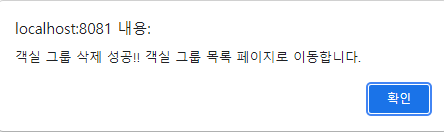 localhost:8081 내용:
객실 그룹 삭제 성공!! 객실 그룹 목록 페이지로 이동합니다.
확인